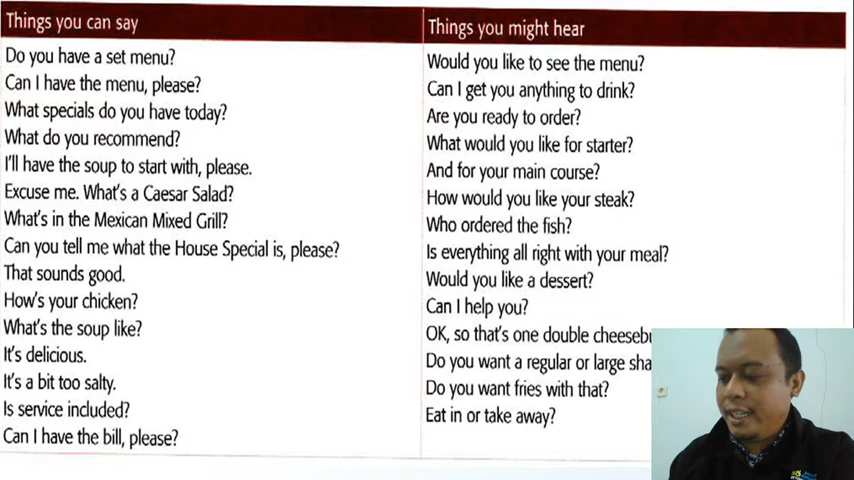 Things you can say
Do you have a set menu?
Can I have the menu, please?
What specials do you have today?
What do you recommend?
I'll have the soup to start with, please.
Excuse me. What's a Caesar Salad?
What's in the Mexican Mixed Grill?
Can you tell me what the House Special is, please?
That sounds good.
How's your chicken?
What's the soup like?
It's delicious.
It's a bit too salty.
Is service included?
Can I have the bill, please?
Things you might hear
Would you like to see the menu?
Can I get you anything to drink?
Are you ready to order?
What would you like for starter?
And for your main course?
How would you like your steak?
Who ordered the fish?
Is everything all right with your meal?
Would you like a dessert?
Can I help you?
OK, so that's one double
Do you want a regular or large
Do you want fries with that?
Eat in or take away?